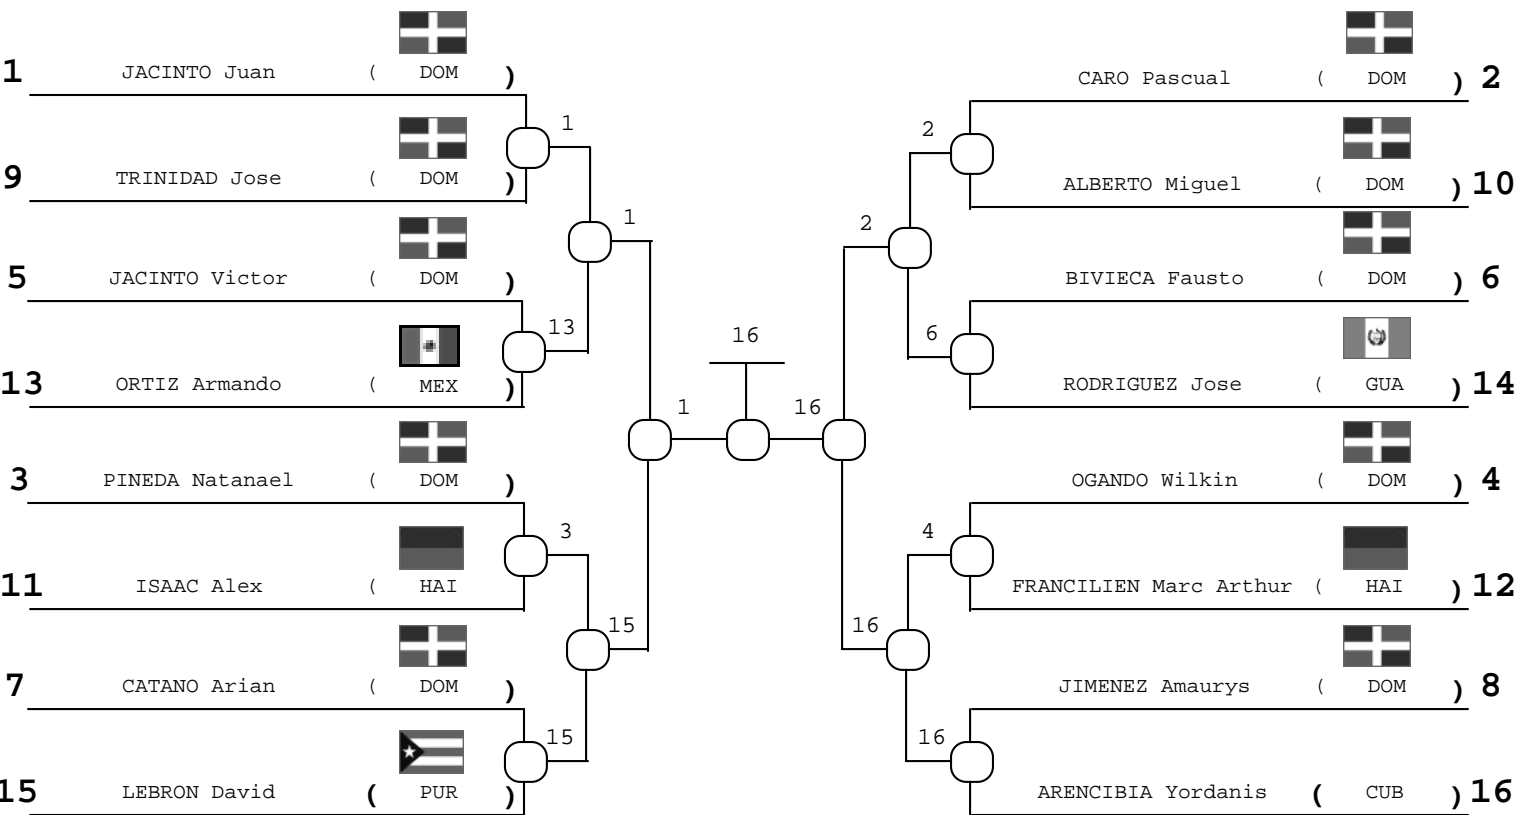 1 JACINTO Juan ( DOM )
9 TRINIDAD Jose ( DOM )
5 JACINTO Victor ( DOM )
13 ORTIZ Armando ( MEX )
3 PINEDA Natanael ( DOM )
11 ISAAC Alex ( HAI )
7 CATANO Arian ( DOM )
15 LEBRON David ( PUR )
1
13
3
15
1
15
1
16
16
2
16
2
6
4
16
CARO Pascual ( DOM ) 2
ALBERTO Miguel ( DOM ) 10
BIVIECA Fausto ( DOM ) 6
RODRIGUEZ Jose ( GUA ) 14
OGANDO Wilkin ( DOM ) 4
FRANCILIEN Marc Arthur ( HAI ) 12
JIMENEZ Amaurys ( DOM ) 8
ARENCIBIA Yordanis ( CUB ) 16